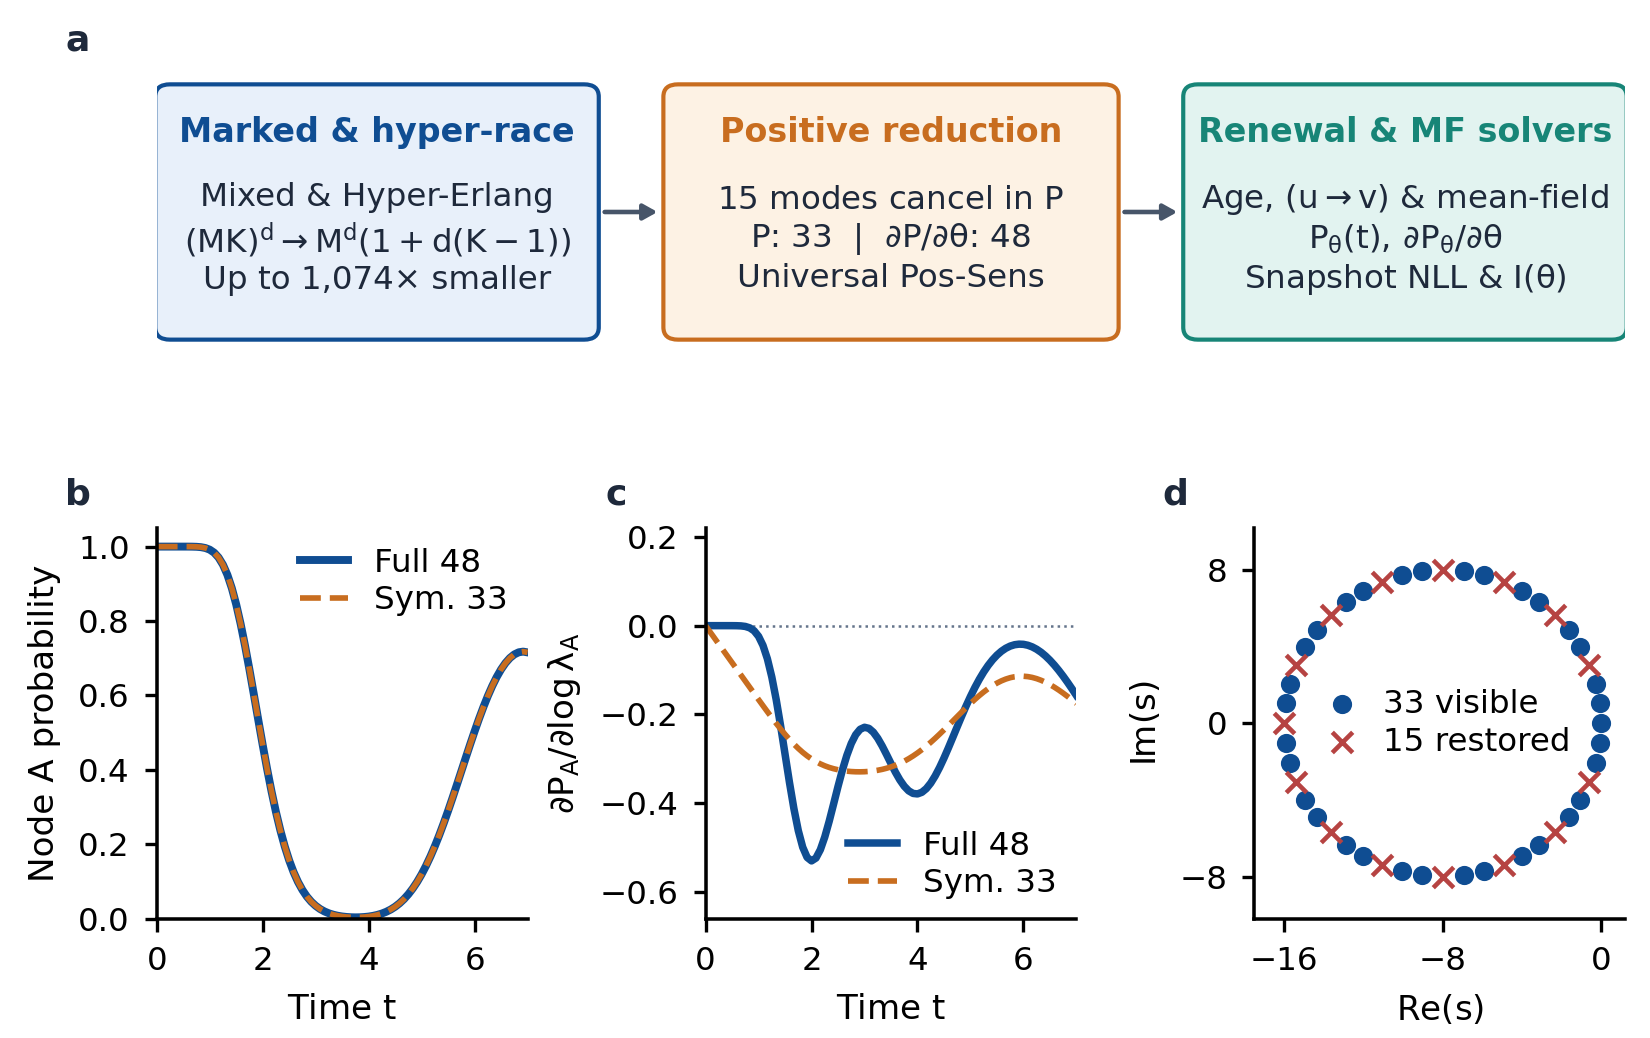 a
Marked & hyper-race
Mixed & Hyper-Erlang
(MK)^d → M^d(1 + d(K − 1))
Up to 1,074× smaller
Positive reduction
15 modes cancel in P
P: 33 | ∂P/∂θ: 48
Universal Pos-Sens
Renewal & MF solvers
Age, (u → v) & mean-field
P_θ(t), ∂P_θ/∂θ
Snapshot NLL & I(θ)
b
Node A probability
1.0
0.8
0.6
0.4
0.2
0.0
Full 48
Sym. 33
0
2
4
6
Time t
c
∂P_A/∂log λ_A
0.2
0.0
−0.2
−0.4
−0.6
Full 48
Sym. 33
0
2
4
6
Time t
d
Im(s)
8
0
−8
33 visible
15 restored
−16
−8
0
Re(s)